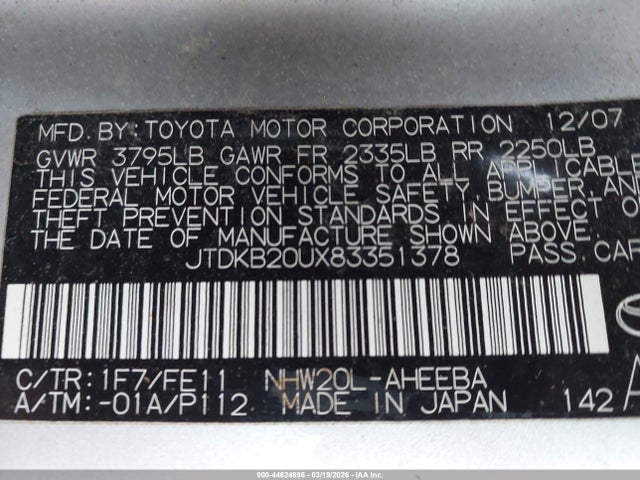 MFD. BY: TOYOTA MOTOR CORPORATION 12/07
GVWR 3795LB GAWR FR 2335LB RR 2250LB
THIS VEHICLE CONFORMS TO ALL APPLICABLE
FEDERAL MOTOR VEHICLE SAFETY, BUMPER, AND
THEFT PREVENTION STANDARDS IN EFFECT O
THE DATE OF MANUFACTURE SHOWN ABOVE.
JTDKB20UX83351378 PASS. CAR
C/TR: 1F7/FE11 NHW20L-AHEEBA
A/TM: -01A/P112 MADE IN JAPAN 142
000-44624896 - 03/19/2026 - IAA Inc.